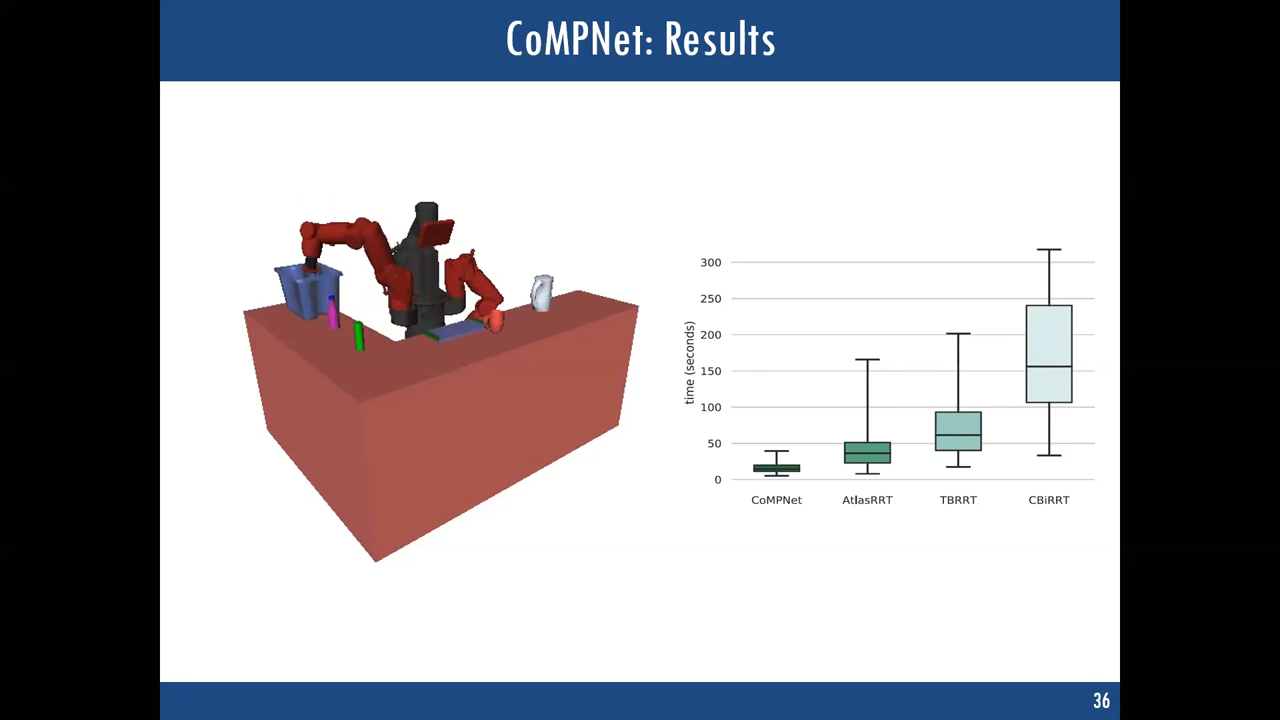 CoMPNet: Results
time (seconds)
300
250
200
150
100
50
0
CoMPNet
AtlasRRT
TBRRT
CBiRRT
36